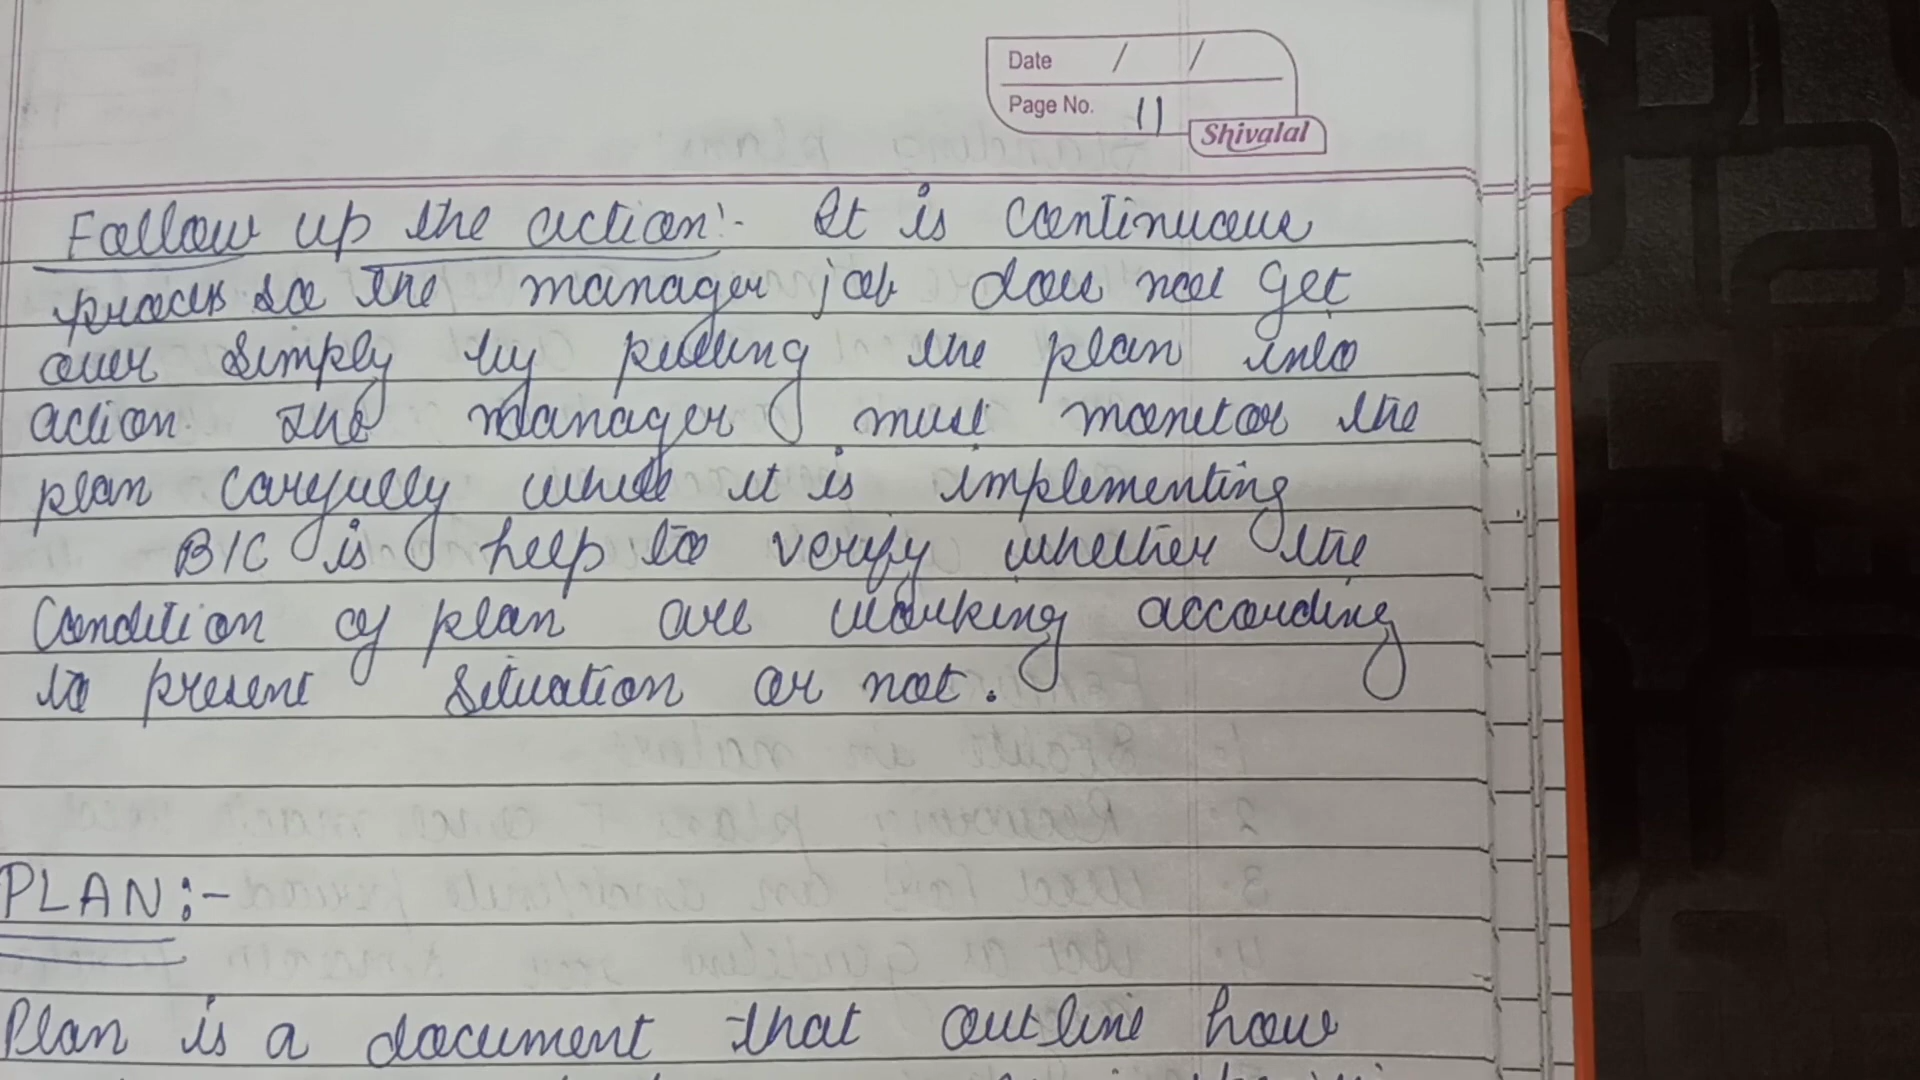 Date / /
Page No. 11
Shivalal
Follow up the action:- It is continuous
process so the manager job does not get
over simply by putting the plan into
action. The manager must monitor the
plan carefully while it is implementing
B/C is help to verify whether the
Condition of plan are working according
to present situation or not.
PLAN:-
Plan is a document that outline how